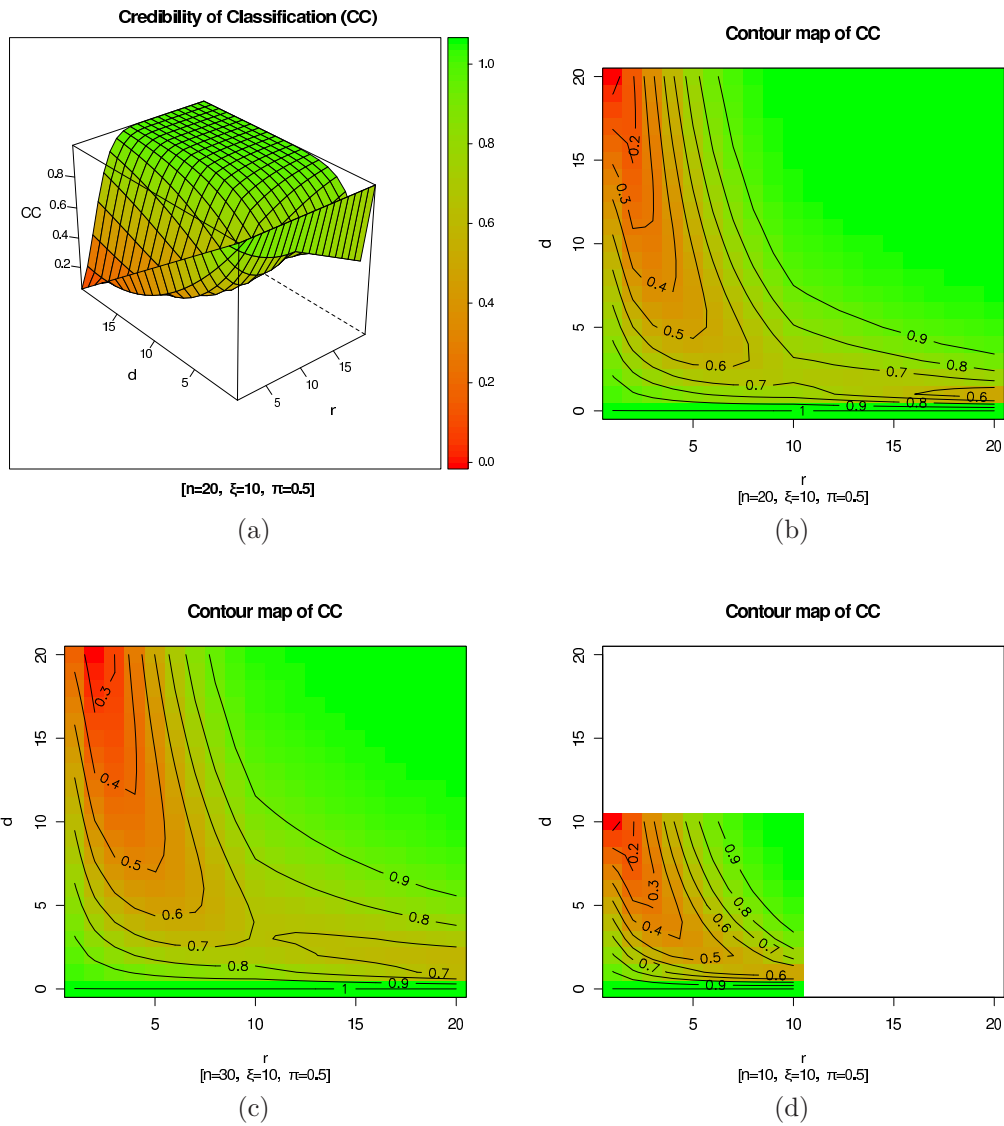 Credibility of Classification (CC)
1.0
0.8
0.6
0.4
0.2
0.0
CC
0.8
0.6
0.4
0.2
15
10
5
d
5
10
15
r
[n=20, ξ=10, π=0.5]
(a)
Contour map of CC
d
20
15
10
5
0
0.2
0.3
0.4
0.5
0.6
0.7
0.9
0.8
0.7
0.6
0.8
0.9
1
5 10 15 20
r
[n=20, ξ=10, π=0.5]
(b)
Contour map of CC
d
20
15
10
5
0
0.3
0.4
0.5
0.6
0.7
0.8
0.9
0.8
0.7
0.9
1
5 10 15 20
r
[n=30, ξ=10, π=0.5]
(c)
Contour map of CC
d
20
15
10
5
0
0.2
0.3
0.4
0.5
0.6
0.7
0.9
0.9
0.8
0.7
5 10 15 20
r
[n=10, ξ=10, π=0.5]
(d)